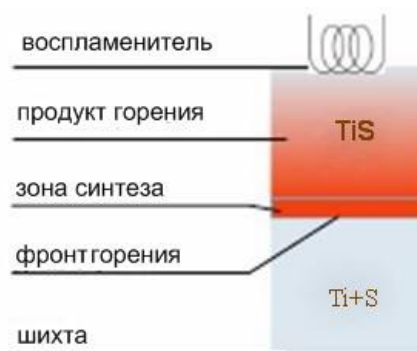 воспламенитель
продукт горения
TiS
зона синтеза
фронтгорения
Ti+S
шихта